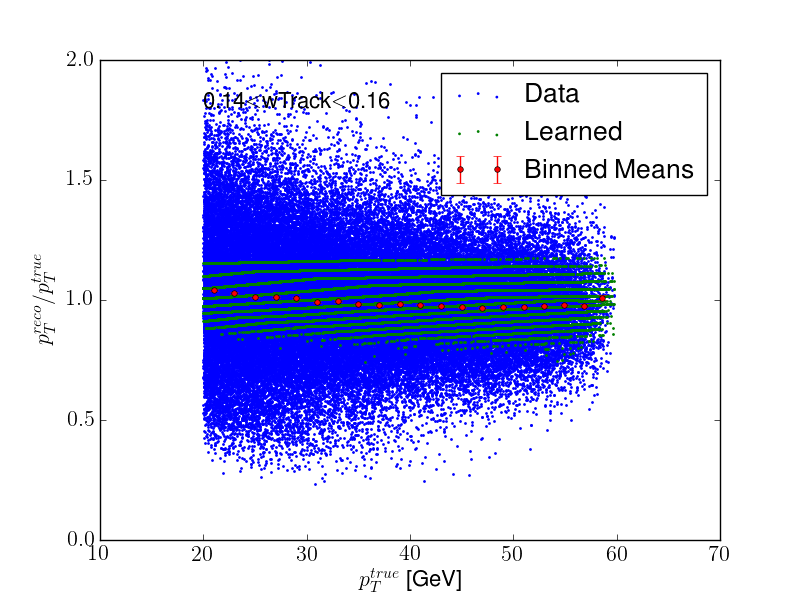 2.0
1.5
1.0
0.5
0.0
10
20
30
40
50
60
70
0.14<wTrack<0.16
Data
Learned
Binned Means
p_T^{reco}/p_T^{true}
p_T^{true} [GeV]